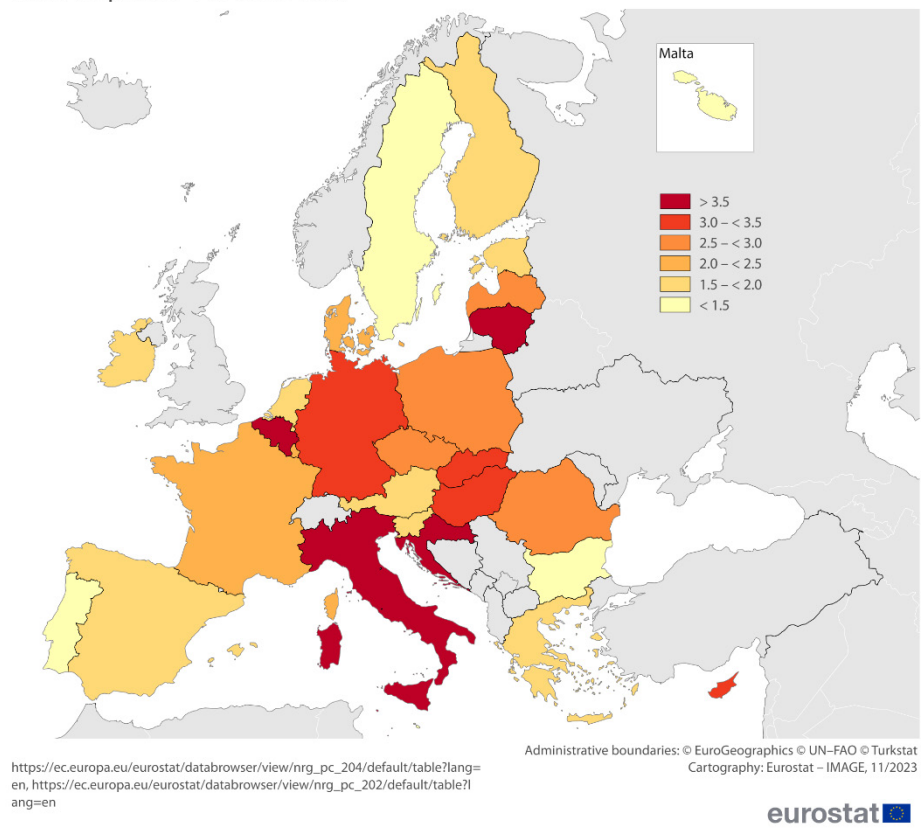 Malta
> 3.5
3.0 – < 3.5
2.5 – < 3.0
2.0 – < 2.5
1.5 – < 2.0
< 1.5
Administrative boundaries: © EuroGeographics © UN–FAO © Turkstat
Cartography: Eurostat – IMAGE, 11/2023
https://ec.europa.eu/eurostat/databrowser/view/nrg_pc_204/default/table?lang=
en, https://ec.europa.eu/eurostat/databrowser/view/nrg_pc_202/default/table?l
ang=en
eurostat